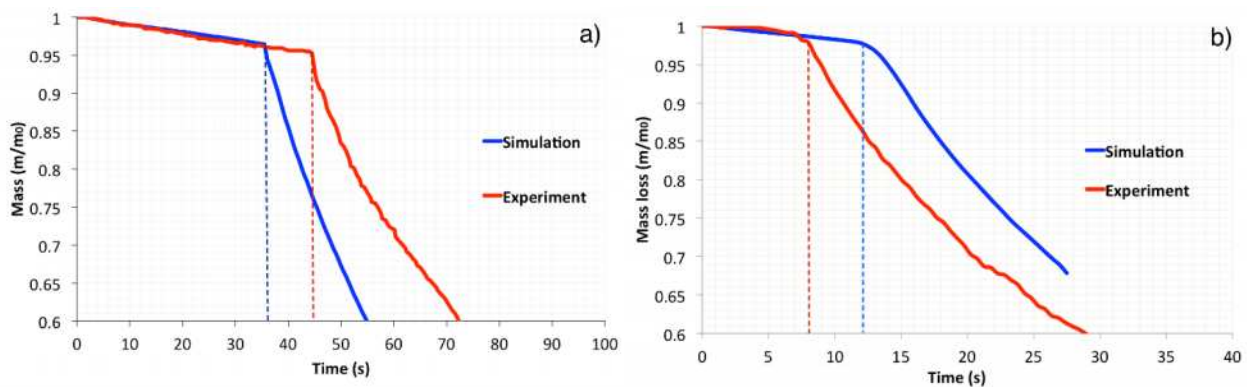 a)
1
0.95
0.9
0.85
0.8
0.75
0.7
0.65
0.6
Mass (m/m0)
Simulation
Experiment
0 10 20 30 40 50 60 70 80 90 100
Time (s)
b)
1
0.95
0.9
0.85
0.8
0.75
0.7
0.65
0.6
Mass loss (m/m0)
Simulation
Experiment
0 5 10 15 20 25 30 35 40
Time (s)